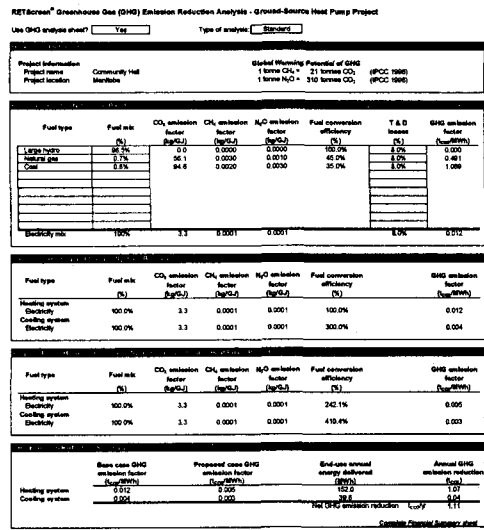 RETScreen® Greenhouse Gas (GHG) Emission Reduction Analysis - Ground-Source Heat Pump Project
Use GHG analysis sheet? Yes Type of analysis: Standard
Project Information Global Warming Potential of GHG
Project name Community Hall 1 tonne CH₄ = 21 tonnes CO₂ (IPCC 1996)
Project location Manitoba 1 tonne N₂O = 310 tonnes CO₂ (IPCC 1996)
Fuel type Fuel mix CO₂ emission factor CH₄ emission factor N₂O emission factor Fuel conversion efficiency T & D losses GHG emission factor
(%) (kg/GJ) (kg/GJ) (kg/GJ) (%) (%) (tCO2/MWh)
Large hydro 98.5% 0.0 0.0000 0.0000 100.0% 8.0% 0.000
Natural gas 0.7% 56.1 0.0030 0.0010 45.0% 8.0% 0.491
Coal 0.8% 94.6 0.0020 0.0030 35.0% 8.0% 1.069
Electricity mix 100% 3.3 0.0001 0.0001 8.0% 0.012
Fuel type Fuel mix CO₂ emission factor CH₄ emission factor N₂O emission factor Fuel conversion efficiency GHG emission factor
(%) (kg/GJ) (kg/GJ) (kg/GJ) (%) (tCO2/MWh)
Heating system
Electricity 100.0% 3.3 0.0001 0.0001 100.0% 0.012
Cooling system
Electricity 100.0% 3.3 0.0001 0.0001 300.0% 0.004
Fuel type Fuel mix CO₂ emission factor CH₄ emission factor N₂O emission factor Fuel conversion efficiency GHG emission factor
(%) (kg/GJ) (kg/GJ) (kg/GJ) (%) (tCO2/MWh)
Heating system
Electricity 100.0% 3.3 0.0001 0.0001 242.1% 0.005
Cooling system
Electricity 100.0% 3.3 0.0001 0.0001 410.4% 0.003
Base case GHG emission factor Proposed case GHG emission factor End-use annual energy delivered Annual GHG emission reduction
(tCO2/MWh) (tCO2/MWh) (MWh) (tCO2)
Heating system 0.012 0.005 152.0 1.07
Cooling system 0.004 0.003 39.6 0.04
Net GHG emission reduction tCO2/yr 1.11
Complete Financial Summary sheet